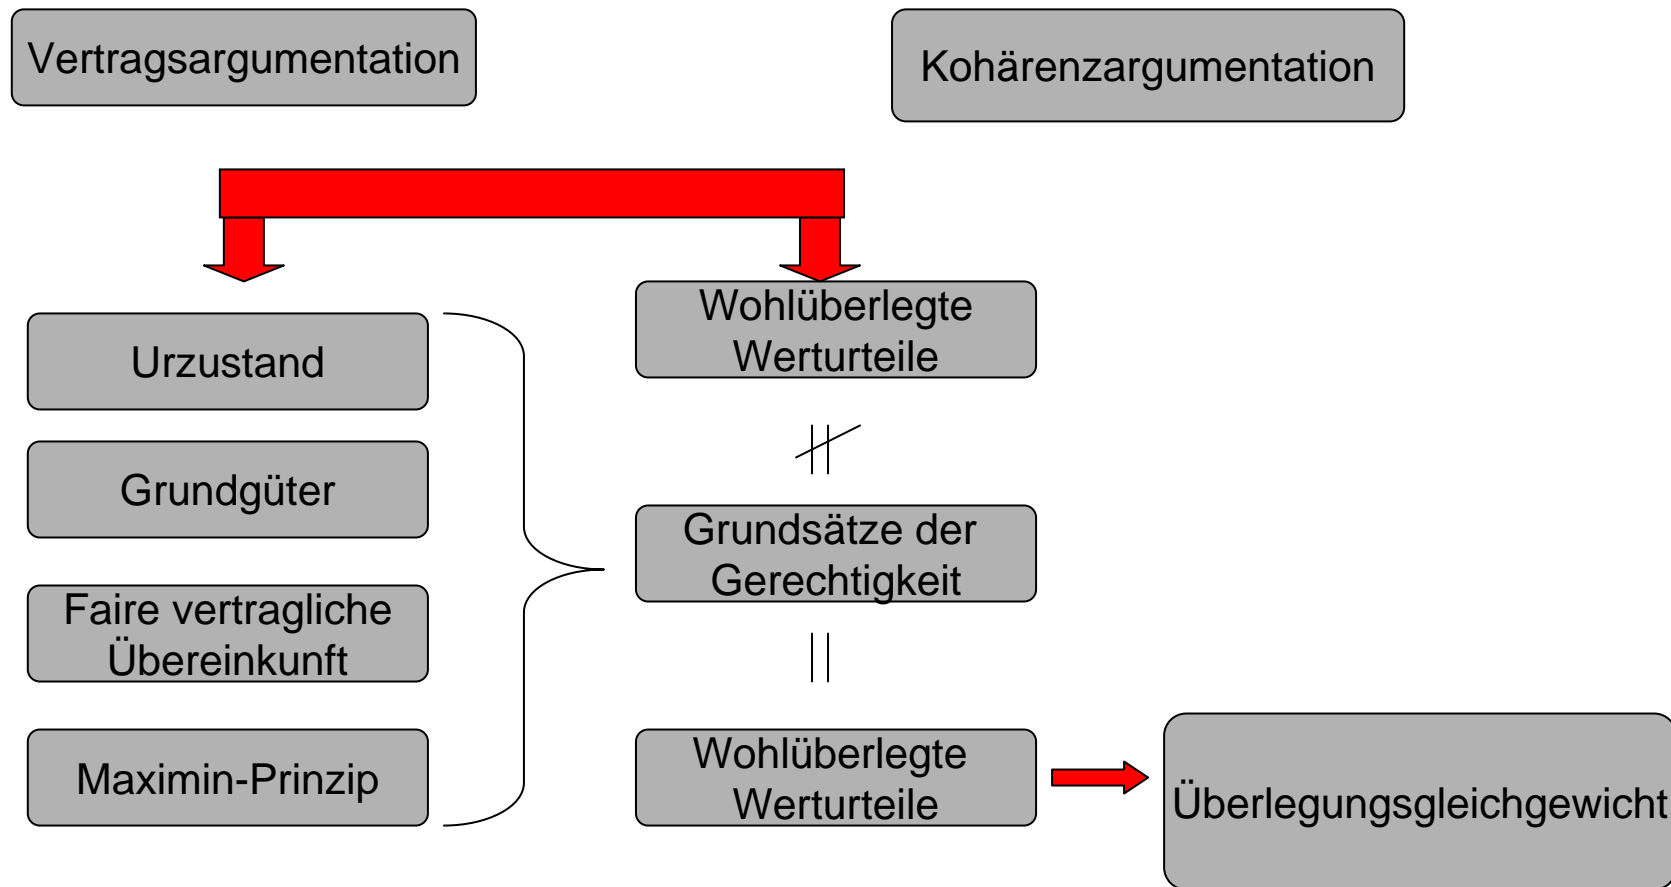 Vertragsargumentation
Kohärenzargumentation
Urzustand
Grundgüter
Faire vertragliche
Übereinkunft
Maximin-Prinzip
Wohlüberlegte
Werturteile
Grundsätze der
Gerechtigkeit
Wohlüberlegte
Werturteile
Überlegungsgleichgewicht